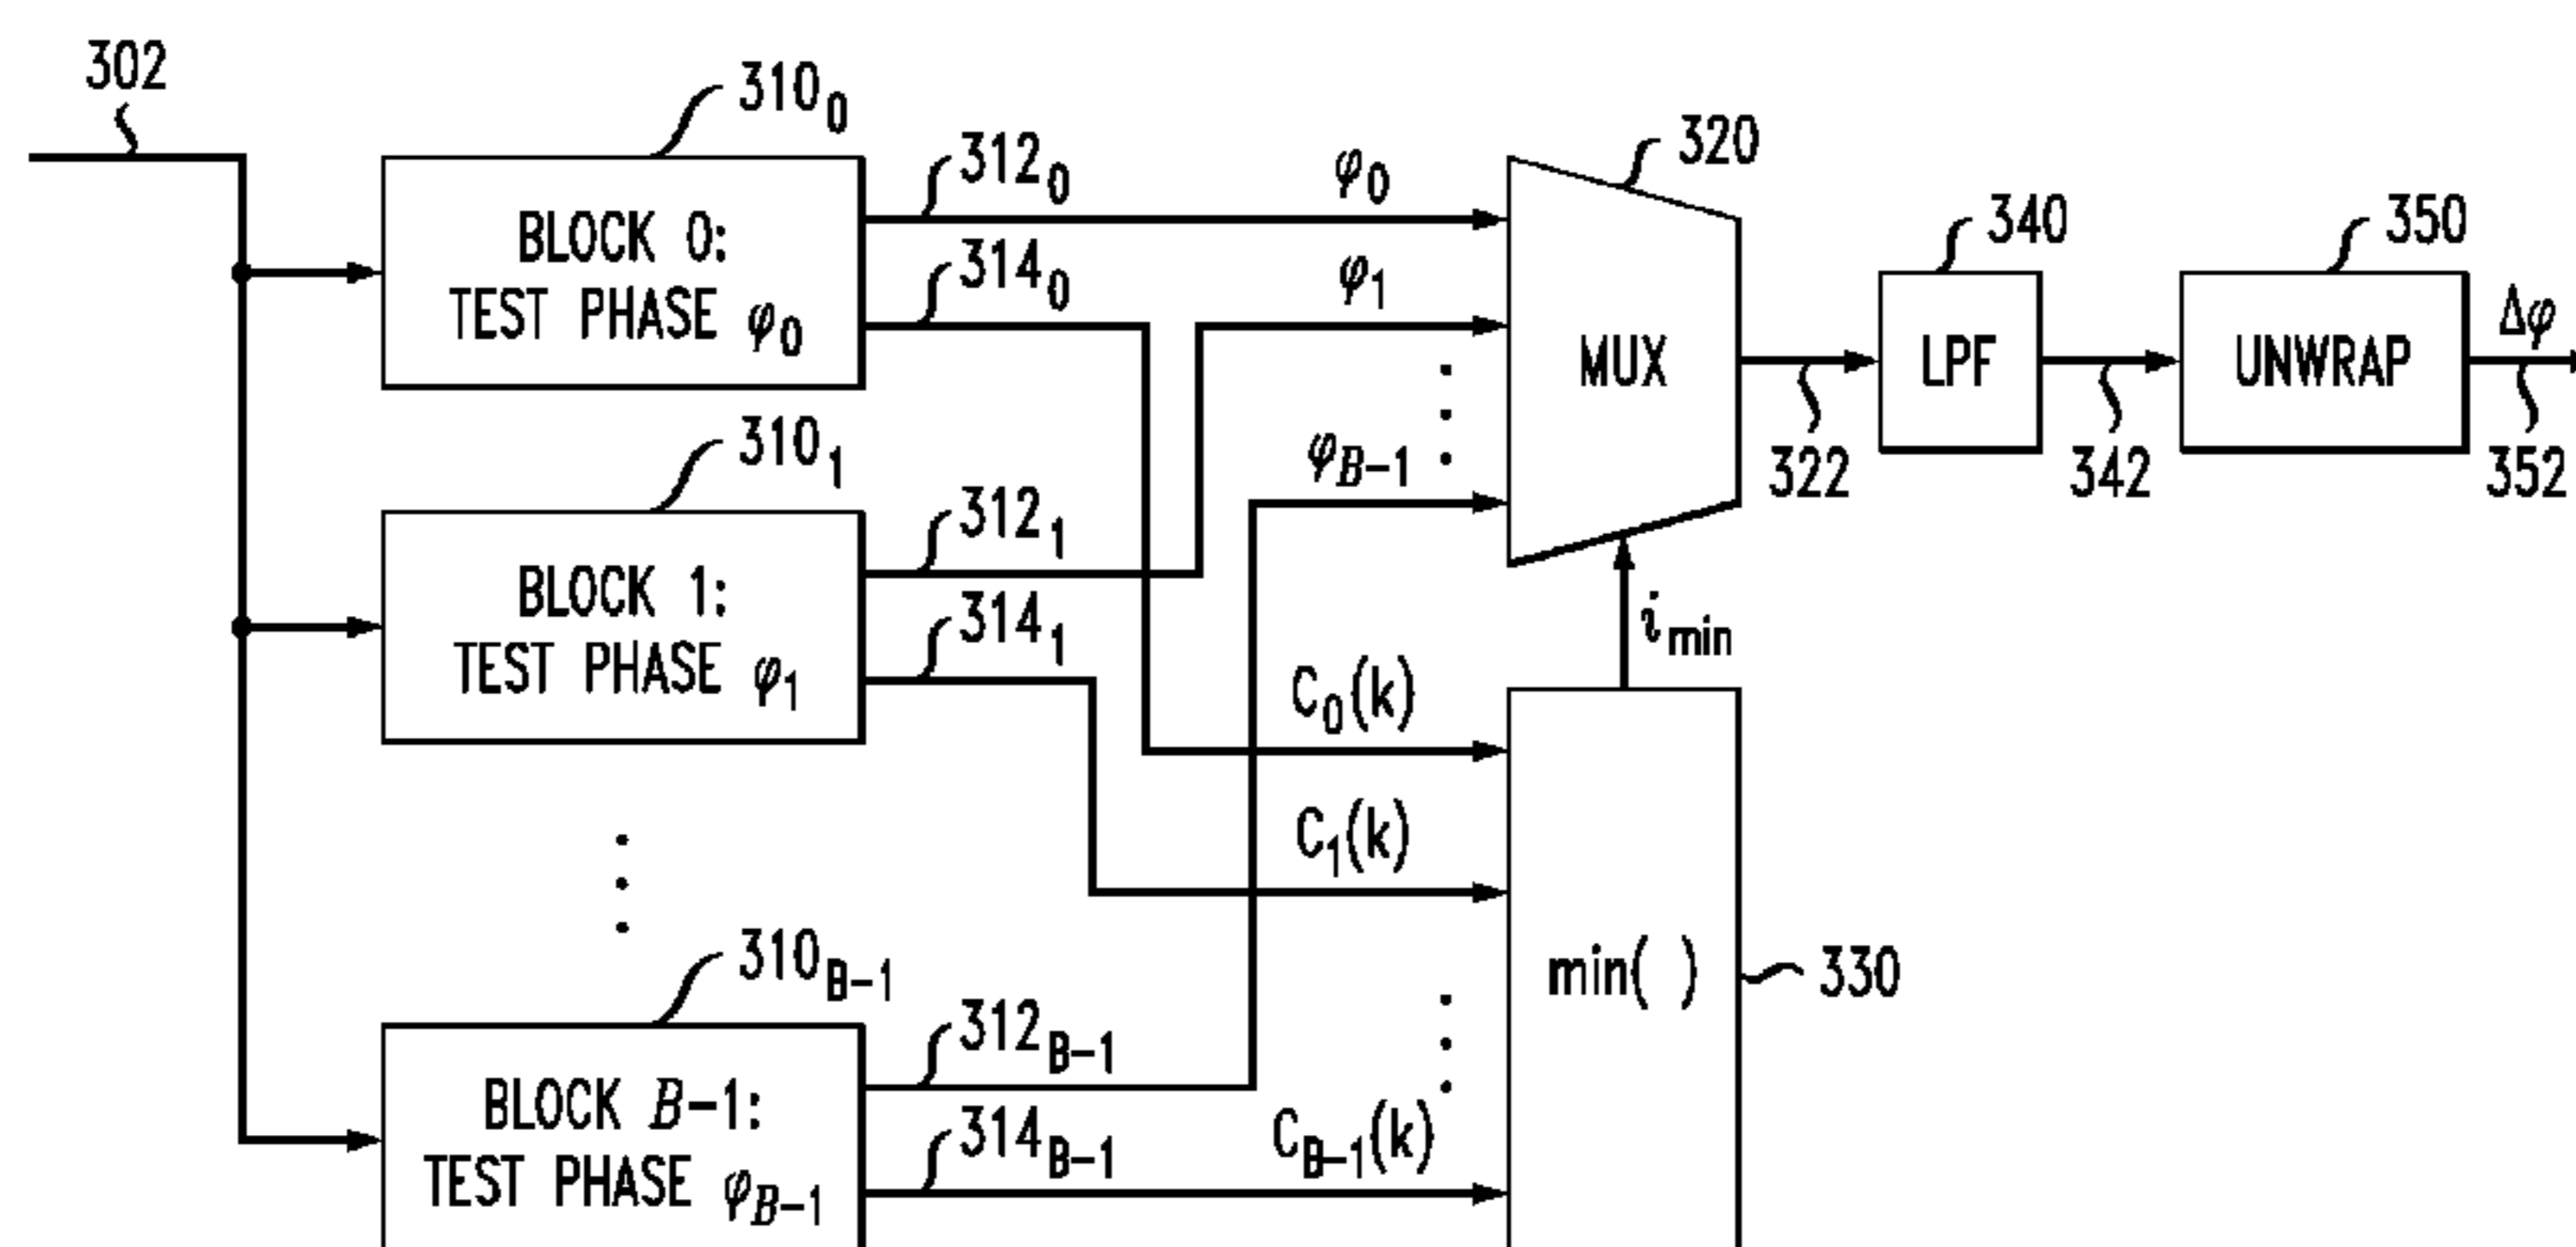 302
310₀
BLOCK 0:
TEST PHASE φ₀
312₀
314₀
φ₀
φ₁
φ_B−1
320
MUX
322
340
LPF
342
350
UNWRAP
Δφ
352
310₁
BLOCK 1:
TEST PHASE φ₁
312₁
314₁
i_min
C₀(k)
C₁(k)
310_B−1
BLOCK B−1:
TEST PHASE φ_B−1
312_B−1
314_B−1
C_B−1(k)
min( )
330